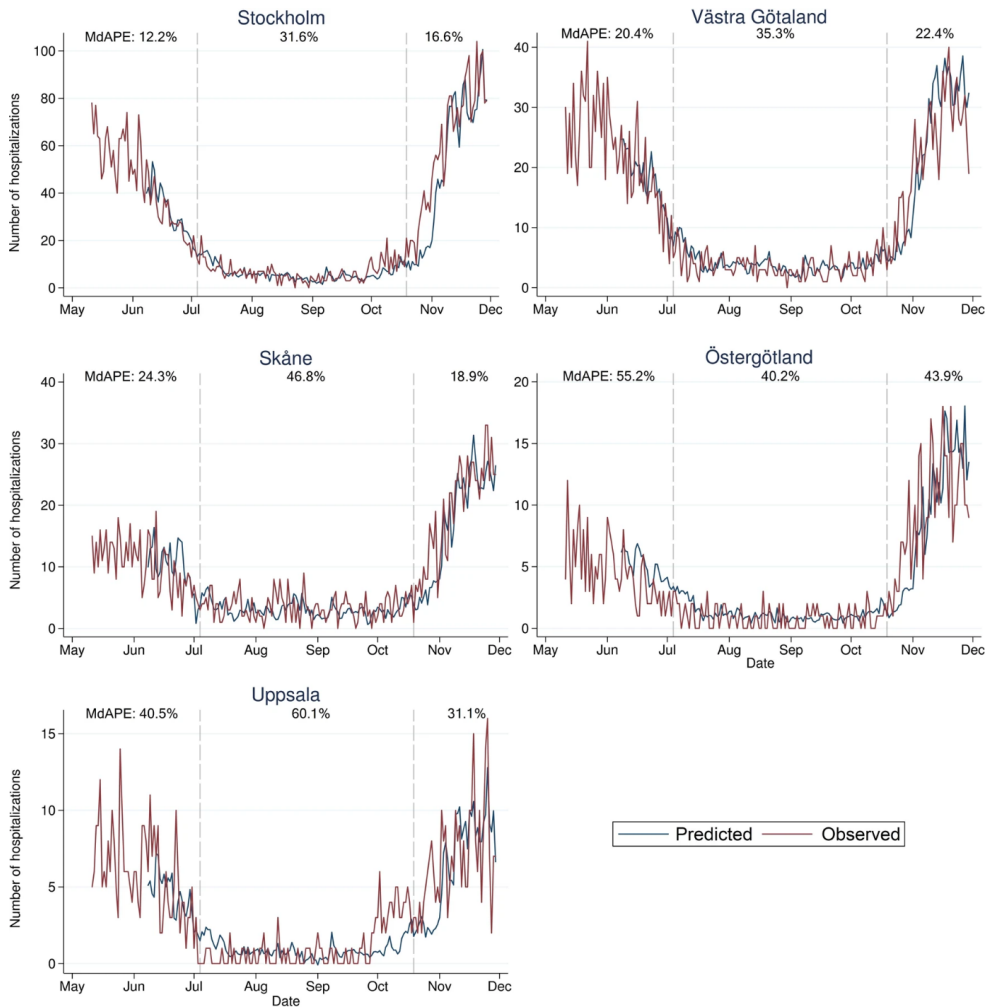 Stockholm
MdAPE: 12.2% 31.6% 16.6%
Number of hospitalizations
100
80
60
40
20
0
May Jun Jul Aug Sep Oct Nov Dec
Västra Götaland
MdAPE: 20.4% 35.3% 22.4%
40
30
20
10
0
May Jun Jul Aug Sep Oct Nov Dec
Skåne
MdAPE: 24.3% 46.8% 18.9%
Number of hospitalizations
40
30
20
10
0
May Jun Jul Aug Sep Oct Nov Dec
Östergötland
MdAPE: 55.2% 40.2% 43.9%
20
15
10
5
0
May Jun Jul Aug Sep Oct Nov Dec
Date
Uppsala
MdAPE: 40.5% 60.1% 31.1%
Number of hospitalizations
15
10
5
0
May Jun Jul Aug Sep Oct Nov Dec
Date
Predicted Observed